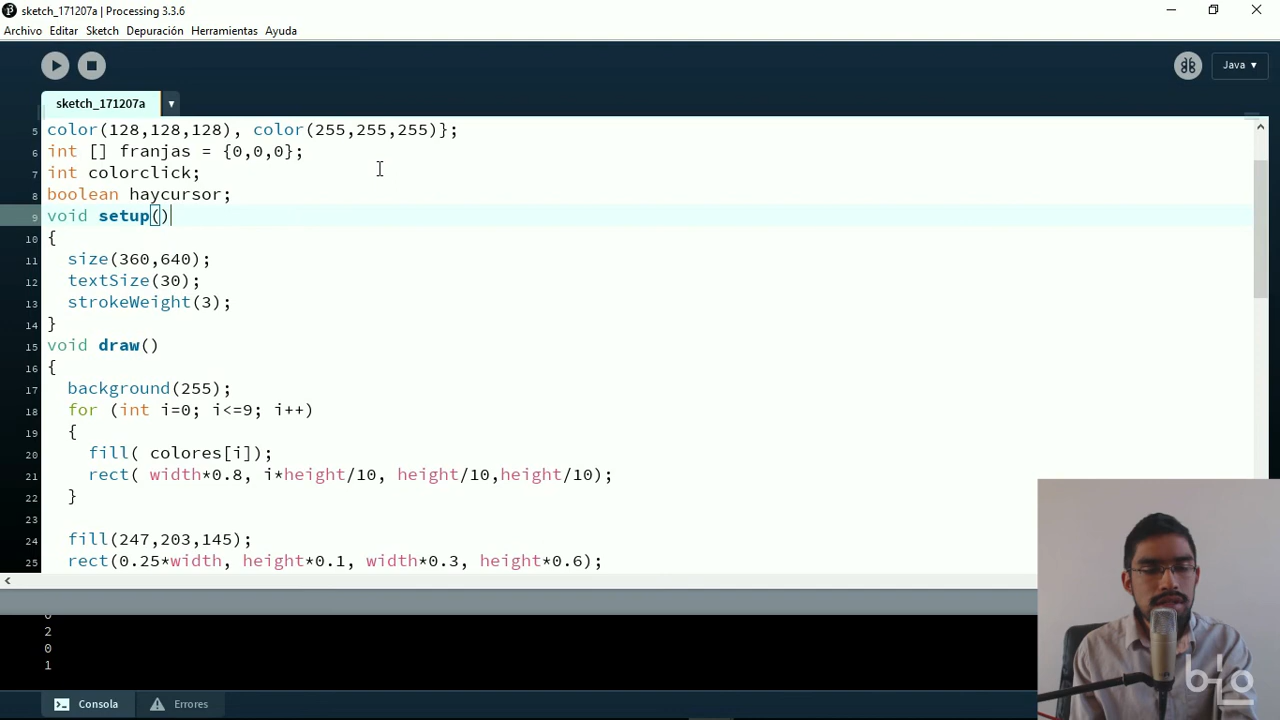 sketch_171207a | Processing 3.3.6
Archivo Editar Sketch Depuración Herramientas Ayuda
Java ▾
sketch_171207a ▾
5 color(128,128,128), color(255,255,255)};
6 int [] franjas = {0,0,0};
7 int colorclick;
8 boolean haycursor;
9 void setup()
10 {
11 size(360,640);
12 textSize(30);
13 strokeWeight(3);
14 }
15 void draw()
16 {
17 background(255);
18 for (int i=0; i<=9; i++)
19 {
20 fill( colores[i]);
21 rect( width*0.8, i*height/10, height/10,height/10);
22 }
23
24 fill(247,203,145);
25 rect(0.25*width, height*0.1, width*0.3, height*0.6);
2
0
1
Consola Errores